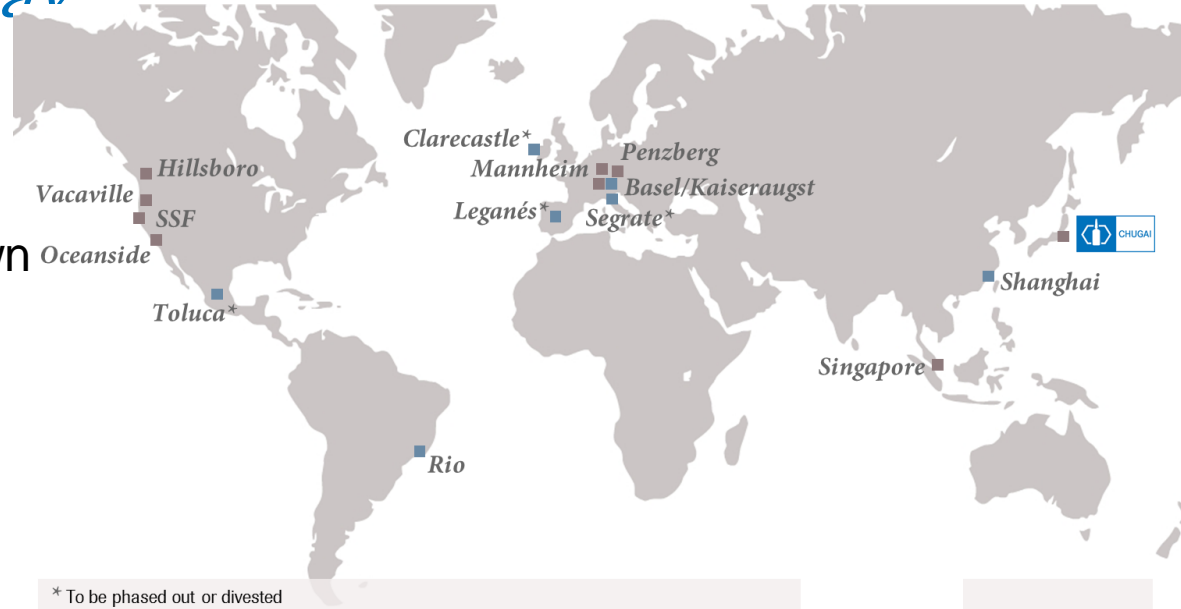 Clarecastle*
Penzberg
Mannheim
Hillsboro
Basel/Kaiseraugst
Vacaville
Leganés*
Segrate*
SSF
CHUGAI
Oceanside
Shanghai
Toluca*
Singapore
Rio
* To be phased out or divested